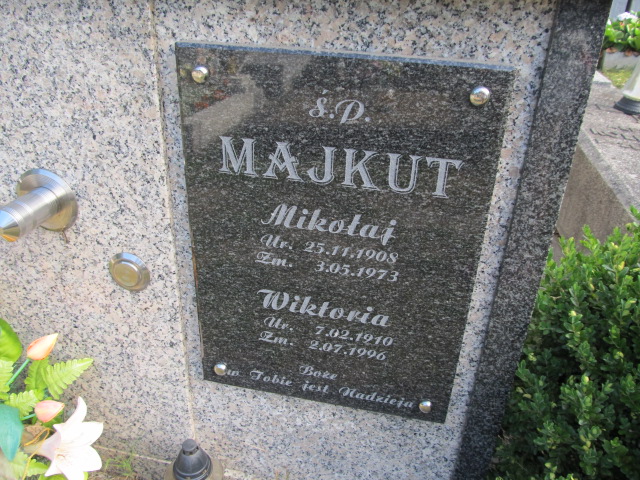 Ś.P.
MAJKUT
Mikołaj
Ur. 25.11.1908
Zm. 3.05.1973
Wiktoria
Ur. 7.02.1910
Zm. 2.07.1996
Boże
w Tobie jest Nadzieja